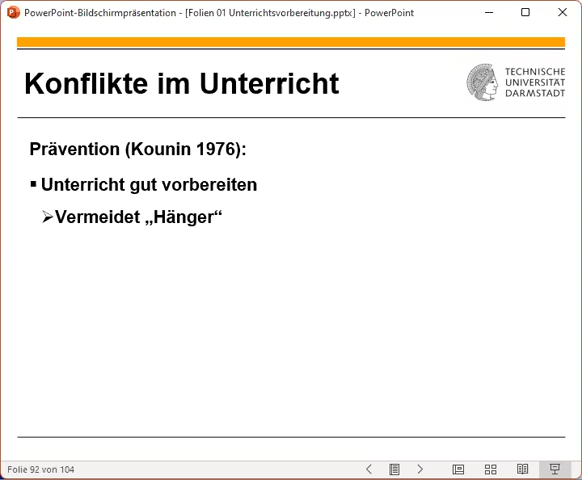 PowerPoint-Bildschirmpräsentation - [Folien 01 Unterrichtsvorbereitung.pptx] - PowerPoint
Konflikte im Unterricht
TECHNISCHE
UNIVERSITÄT
DARMSTADT
Prävention (Kounin 1976):
▪ Unterricht gut vorbereiten
➢Vermeidet „Hänger“
Folie 92 von 104